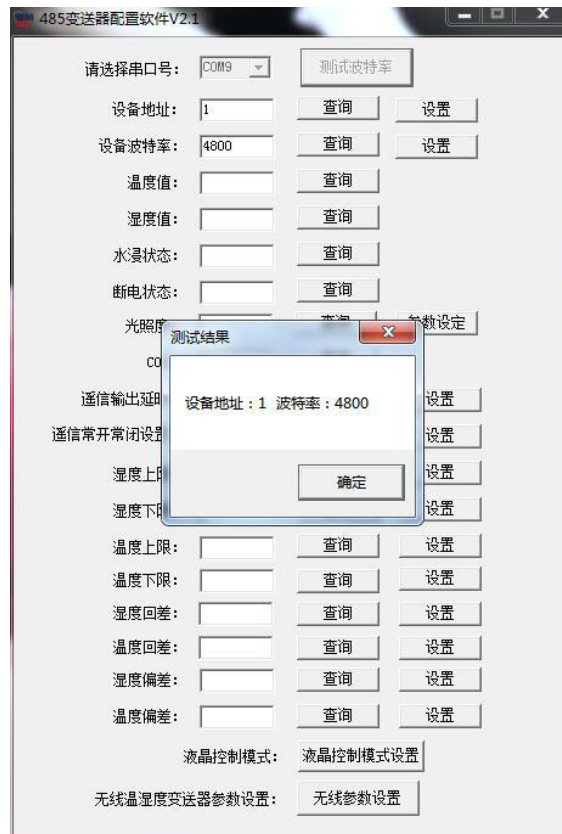 485变送器配置软件V2.1
请选择串口号: COM9 测试波特率
设备地址: 1 查询 设置
设备波特率: 4800 查询 设置
温度值: 查询
湿度值: 查询
水浸状态: 查询
断电状态: 查询
光照度 查询 参数设定
CO
测试结果
设备地址：1 波特率：4800
确定
遥信输出延时 设置
遥信常开常闭设置 设置
湿度上限 设置
湿度下限 设置
温度上限: 查询 设置
温度下限: 查询 设置
湿度回差: 查询 设置
温度回差: 查询 设置
湿度偏差: 查询 设置
温度偏差: 查询 设置
液晶控制模式: 液晶控制模式设置
无线温湿度变送器参数设置: 无线参数设置